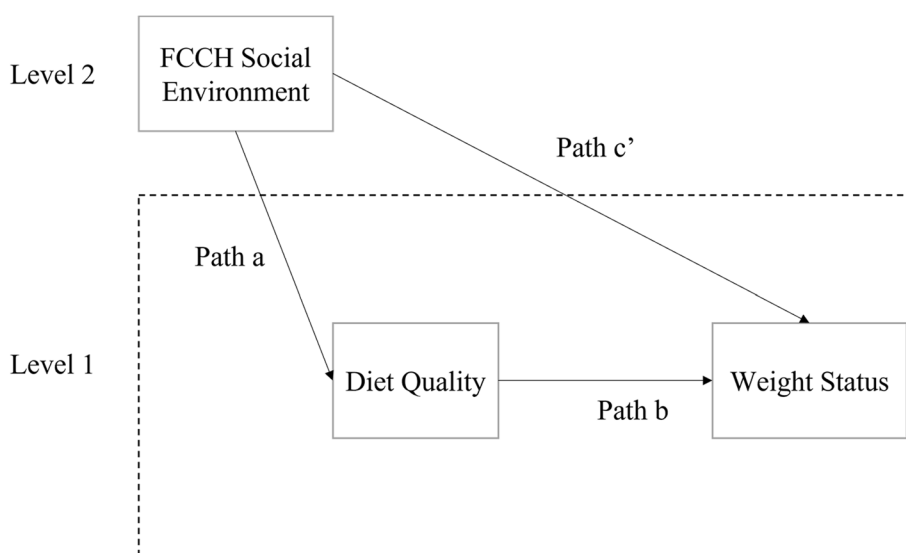 Level 2
FCCH Social
Environment
Path c’
Path a
Level 1
Diet Quality
Path b
Weight Status